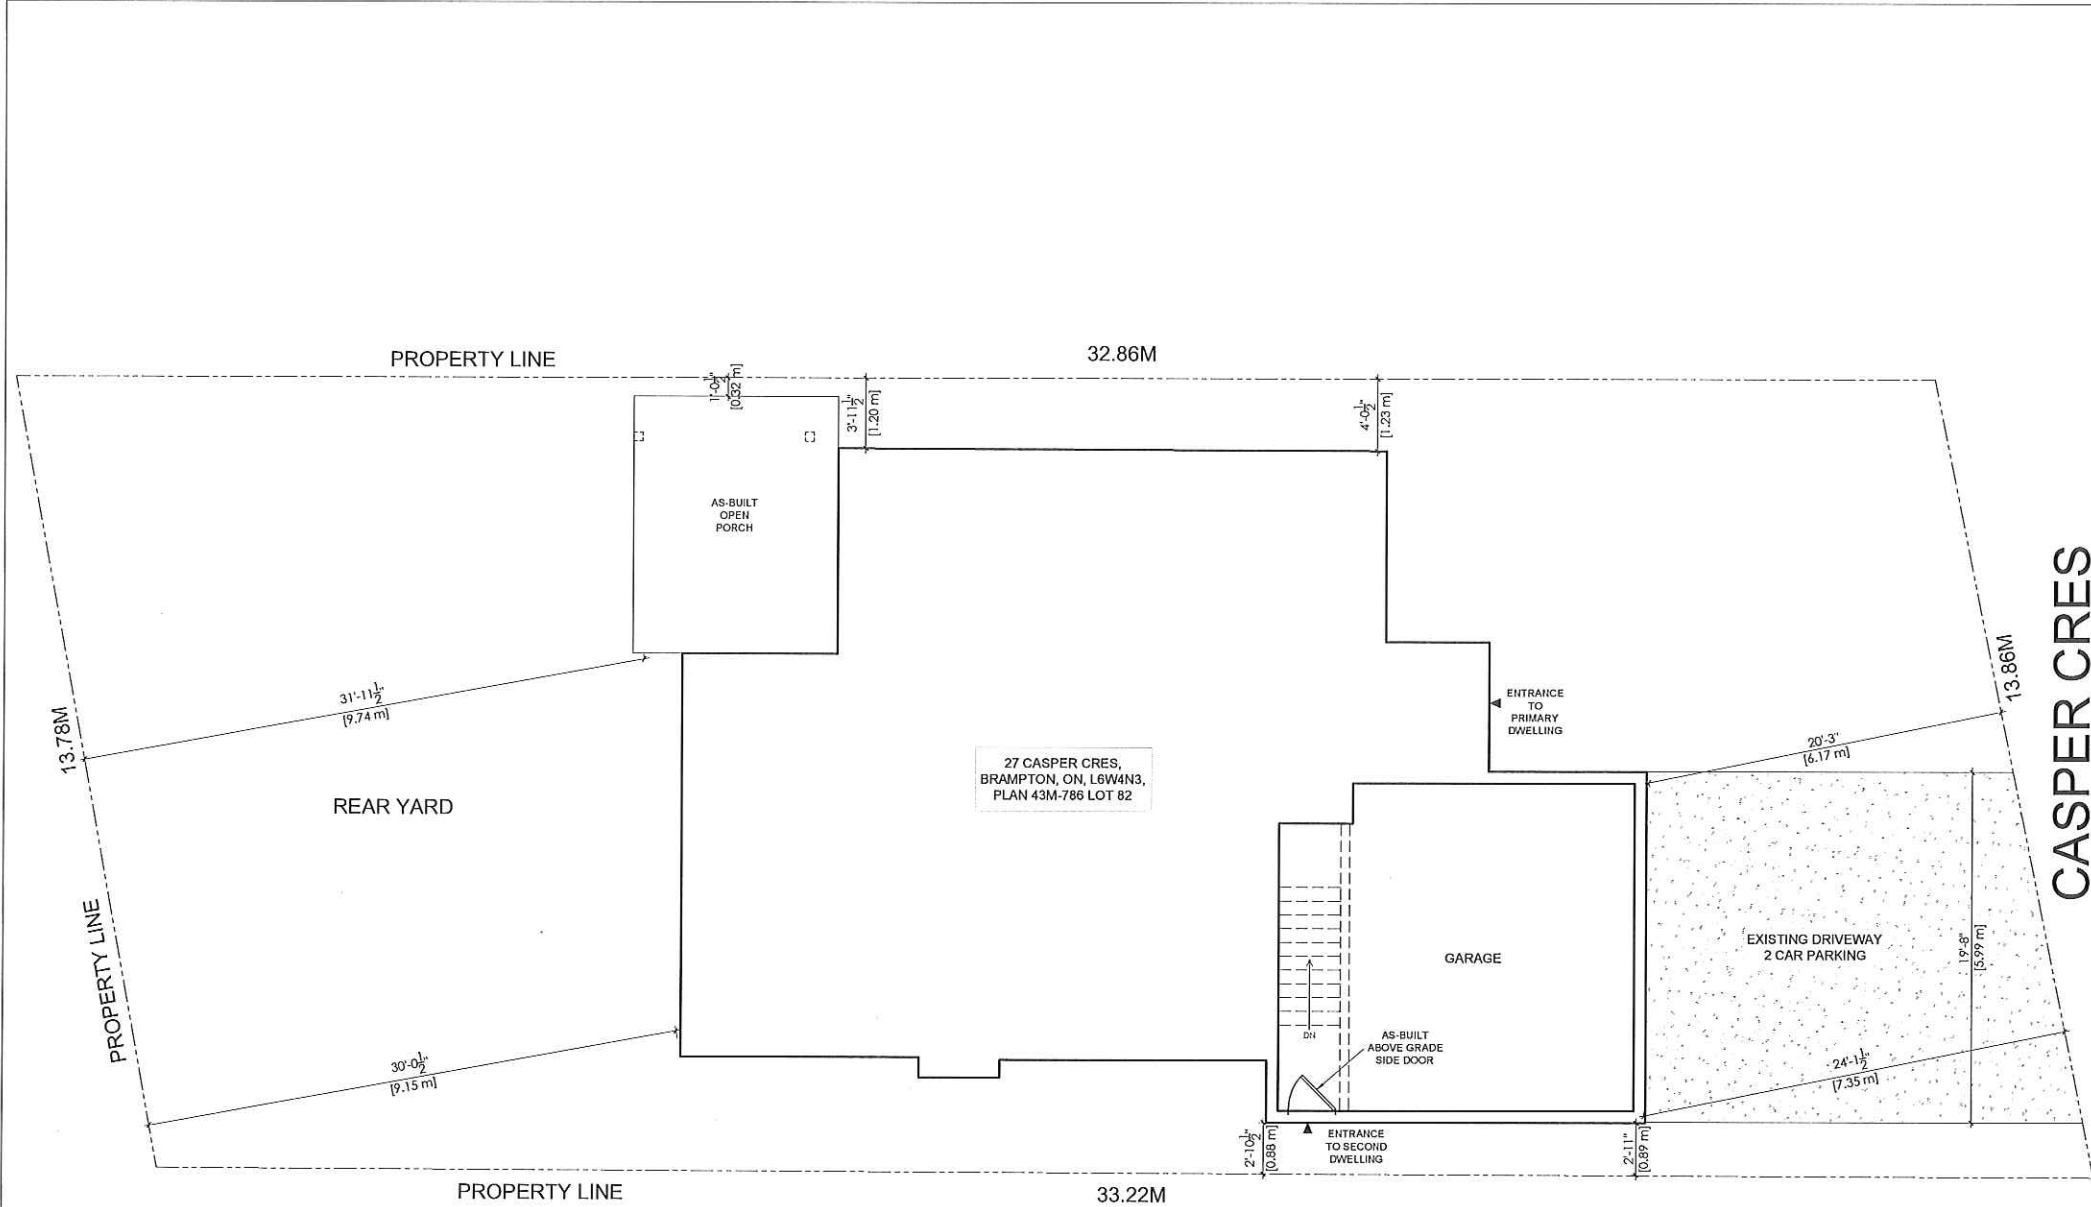 PROPERTY LINE
32.86M
1'-0½"
[0.32 m]
3'-11½"
[1.20 m]
4'-0½"
[1.23 m]
AS-BUILT
OPEN
PORCH
CASPER CRES
13.86M
ENTRANCE
TO
PRIMARY
DWELLING
31'-11½"
[9.74 m]
13.78M
20'-3"
[6.17 m]
27 CASPER CRES,
BRAMPTON, ON, L6W4N3,
PLAN 43M-786 LOT 82
REAR YARD
PROPERTY LINE
GARAGE
EXISTING DRIVEWAY
2 CAR PARKING
19'-8"
[5.99 m]
DN
AS-BUILT
ABOVE GRADE
SIDE DOOR
30'-0½"
[9.15 m]
24'-1½"
[7.35 m]
2'-10½"
[0.88 m]
ENTRANCE
TO SECOND
DWELLING
2'-11"
[0.89 m]
PROPERTY LINE
33.22M